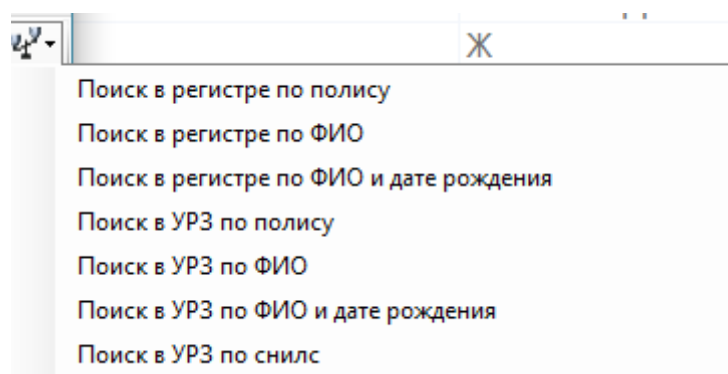 Ж
Поиск в регистре по полису
Поиск в регистре по ФИО
Поиск в регистре по ФИО и дате рождения
Поиск в УРЗ по полису
Поиск в УРЗ по ФИО
Поиск в УРЗ по ФИО и дате рождения
Поиск в УРЗ по снилс